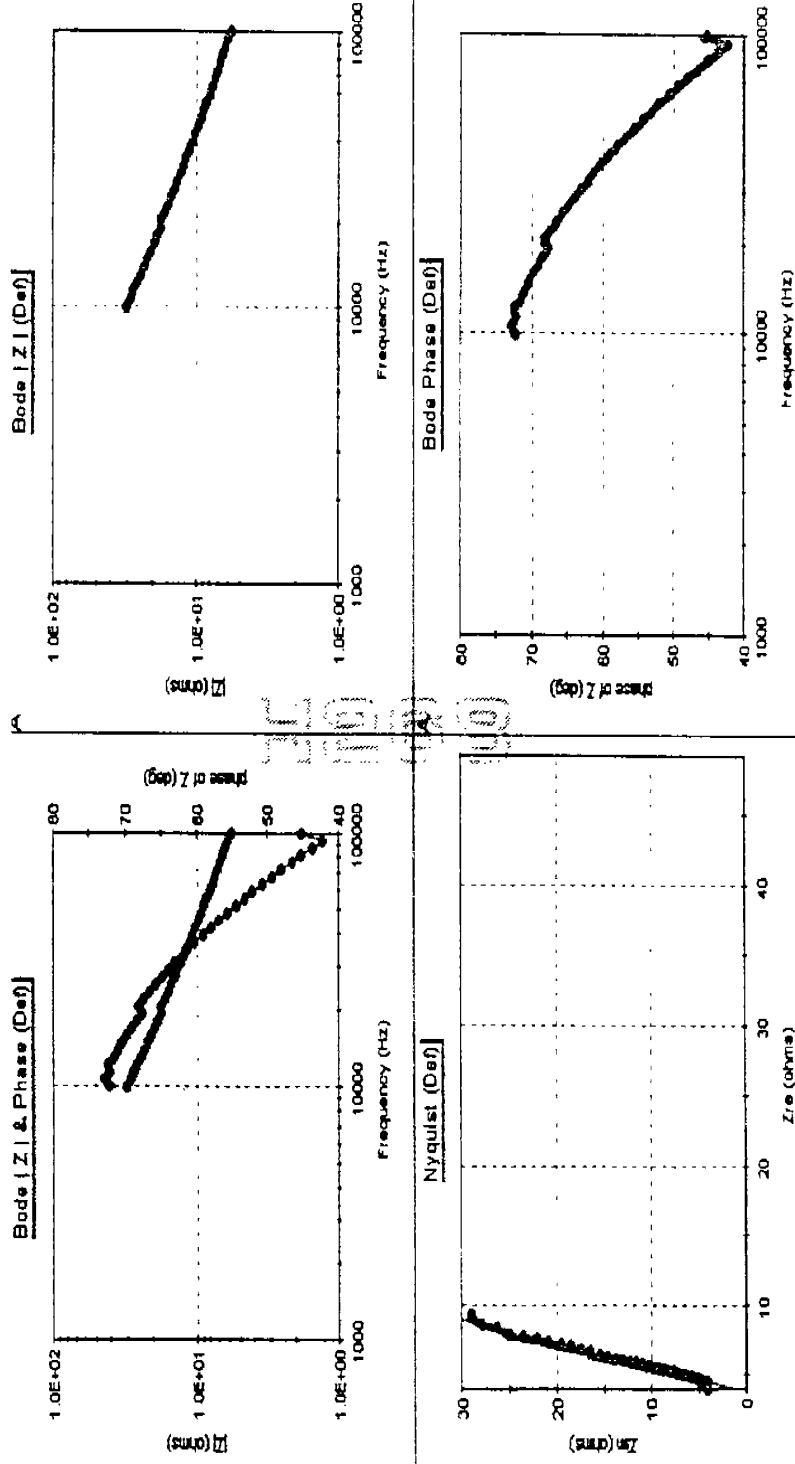 Bode | Z | & Phase (Def)
1.0E+02
1.0E+01
1.0E+00
|Z| (ohms)
80
70
60
50
40
phase of Z (deg)
1000
10000
100000
Frequency (Hz)
Bode | Z | (Def)
1.0E+02
1.0E+01
1.0E+00
|Z| (ohms)
1000
10000
100000
Frequency (Hz)
Nyquist (Def)
30
20
10
0
Zim (ohms)
10
20
30
40
Zre (ohms)
Bode Phase (Def)
80
70
60
50
40
phase of Z (deg)
1000
10000
100000
Frequency (Hz)